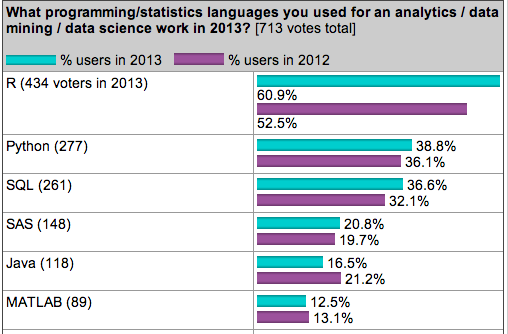 What programming/statistics languages you used for an analytics / data
mining / data science work in 2013? [713 votes total]
% users in 2013 % users in 2012
R (434 voters in 2013)
60.9%
52.5%
Python (277)
38.8%
36.1%
SQL (261)
36.6%
32.1%
SAS (148)
20.8%
19.7%
Java (118)
16.5%
21.2%
MATLAB (89)
12.5%
13.1%